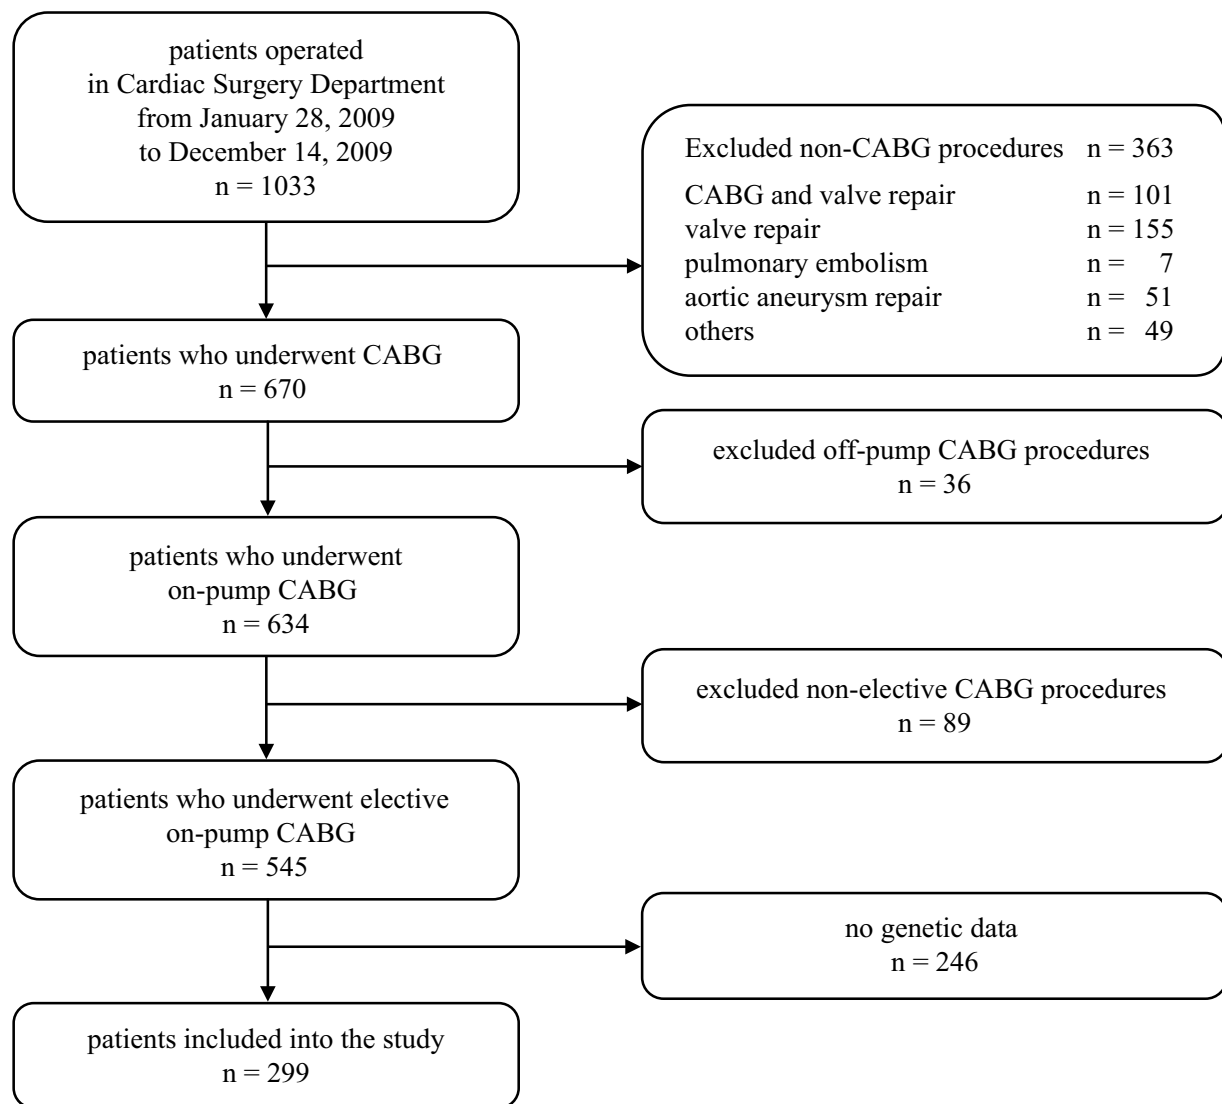 patients operated
in Cardiac Surgery Department
from January 28, 2009
to December 14, 2009
n = 1033
Excluded non-CABG procedures n = 363
CABG and valve repair n = 101
valve repair n = 155
pulmonary embolism n = 7
aortic aneurysm repair n = 51
others n = 49
patients who underwent CABG
n = 670
excluded off-pump CABG procedures
n = 36
patients who underwent
on-pump CABG
n = 634
excluded non-elective CABG procedures
n = 89
patients who underwent elective
on-pump CABG
n = 545
no genetic data
n = 246
patients included into the study
n = 299